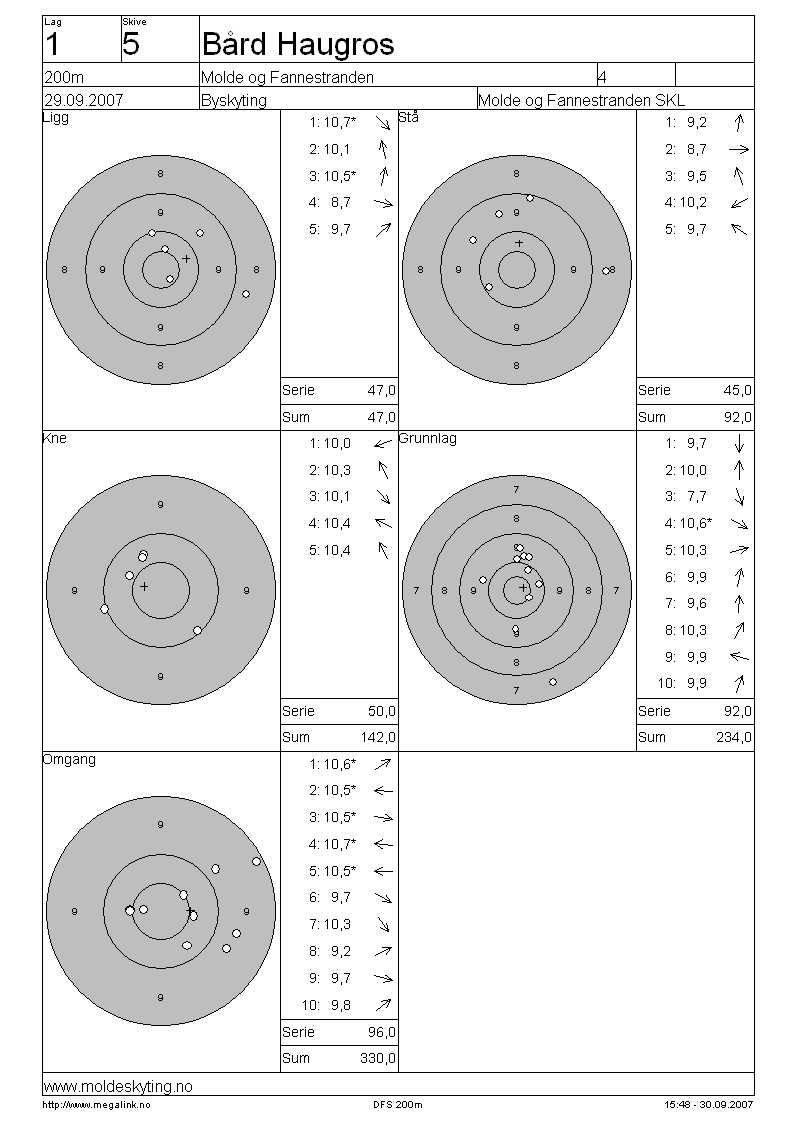 Lag Skive
1 5 Bård Haugros
200m Molde og Fannestranden 4
29.09.2007 Byskyting Molde og Fannestranden SKL
Ligg
8
9
8 9 9 8
9
8
1: 10,7*
2: 10,1
3: 10,5*
4: 8,7
5: 9,7
Serie 47,0
Sum 47,0
Stå
8
9
8 9 9 8
9
8
1: 9,2
2: 8,7
3: 9,5
4: 10,2
5: 9,7
Serie 45,0
Sum 92,0
Kne
9
9 9
9
1: 10,0
2: 10,3
3: 10,1
4: 10,4
5: 10,4
Serie 50,0
Sum 142,0
Grunnlag
7
8
9
7 8 9 9 8 7
9
8
7
1: 9,7
2: 10,0
3: 7,7
4: 10,6*
5: 10,3
6: 9,9
7: 9,6
8: 10,3
9: 9,9
10: 9,9
Serie 92,0
Sum 234,0
Omgang
9
9 9
9
1: 10,6*
2: 10,5*
3: 10,5*
4: 10,7*
5: 10,5*
6: 9,7
7: 10,3
8: 9,2
9: 9,7
10: 9,8
Serie 96,0
Sum 330,0
www.moldeskyting.no
http://www.megalink.no DFS 200m 15:48 - 30.09.2007